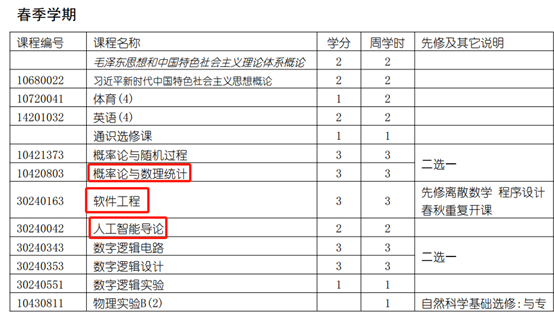 春季学期
课程编号 课程名称 学分 周学时 先修及其它说明
毛泽东思想和中国特色社会主义理论体系概论 2 2
10680022 习近平新时代中国特色社会主义思想概论 2 2
10720041 体育(4) 1 2
14201032 英语(4) 2 2
通识选修课 1 1
10421373 概率论与随机过程 3 3 二选一
10420803 概率论与数理统计 3 3
30240163 软件工程 3 3 先修离散数学 程序设计
春秋重复开课
30240042 人工智能导论 2 2
30240343 数字逻辑电路 3 3 二选一
30240353 数字逻辑设计 3 3
30240551 数字逻辑实验 1 1
10430811 物理实验B(2) 1 自然科学基础选修:与专